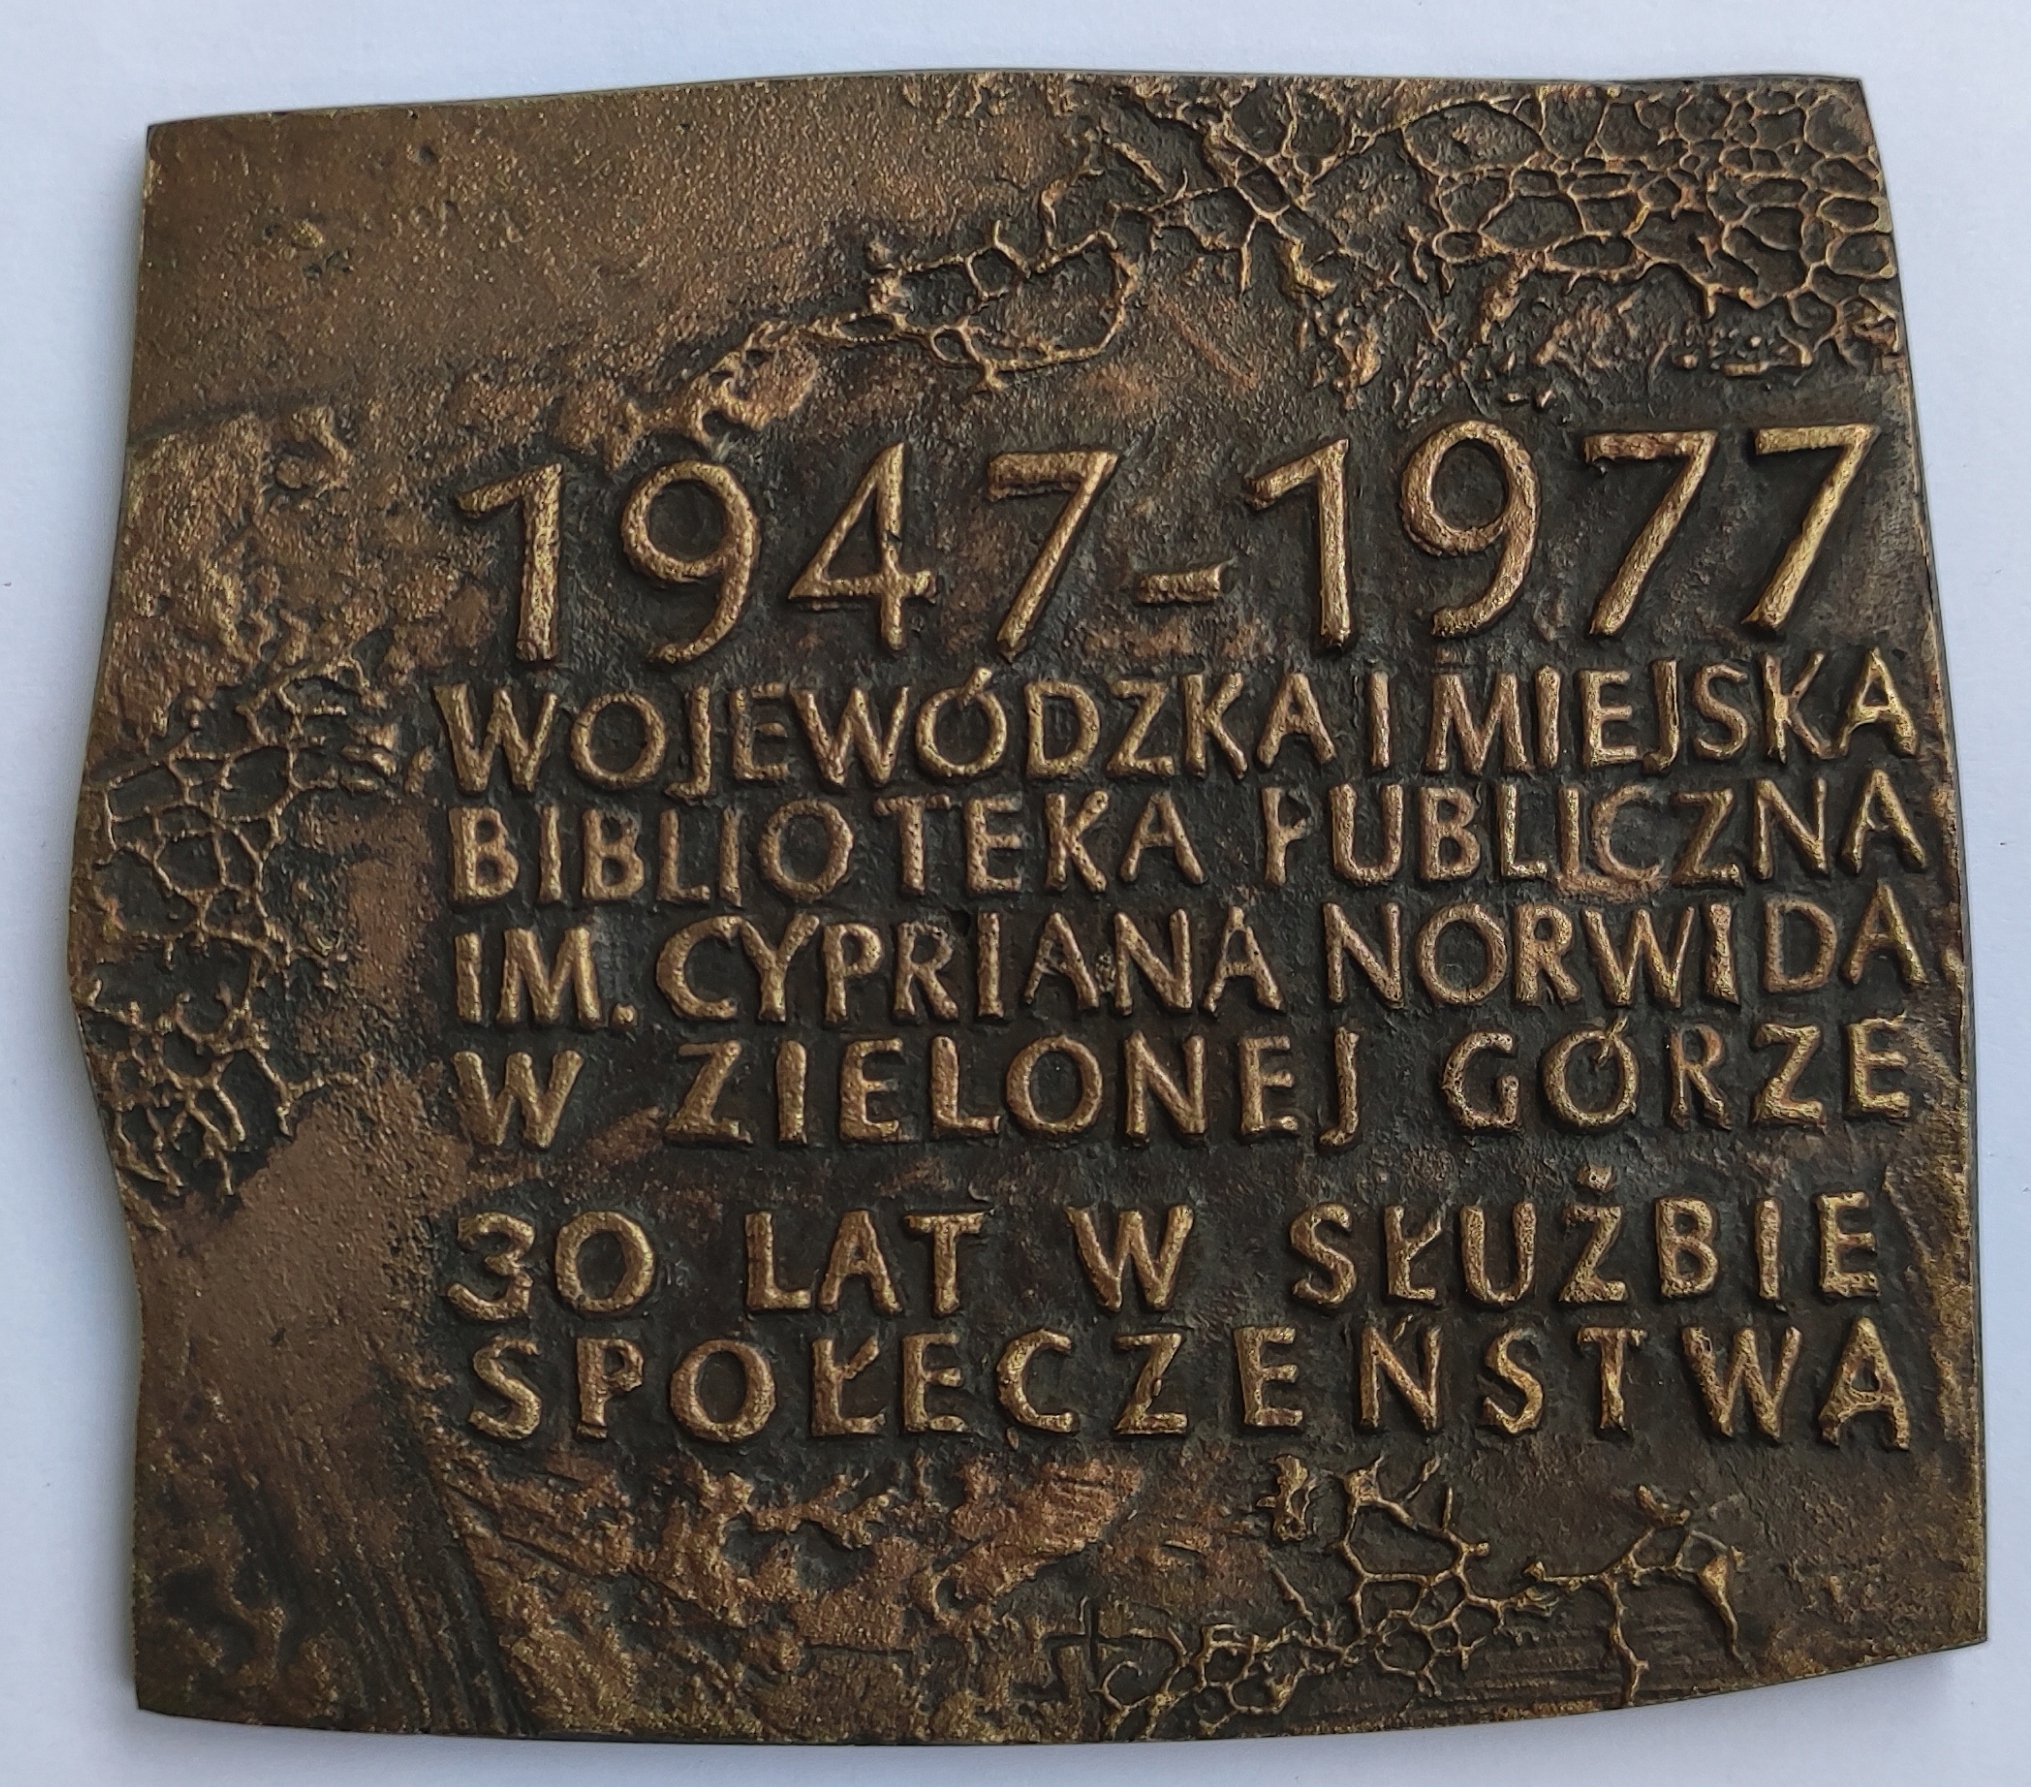 1947-1977
WOJEWÓDZKA I MIEJSKA
BIBLIOTEKA PUBLICZNA
IM. CYPRIANA NORWIDA
W ZIELONEJ GÓRZE
30 LAT W SŁUŻBIE
SPOŁECZEŃSTWA